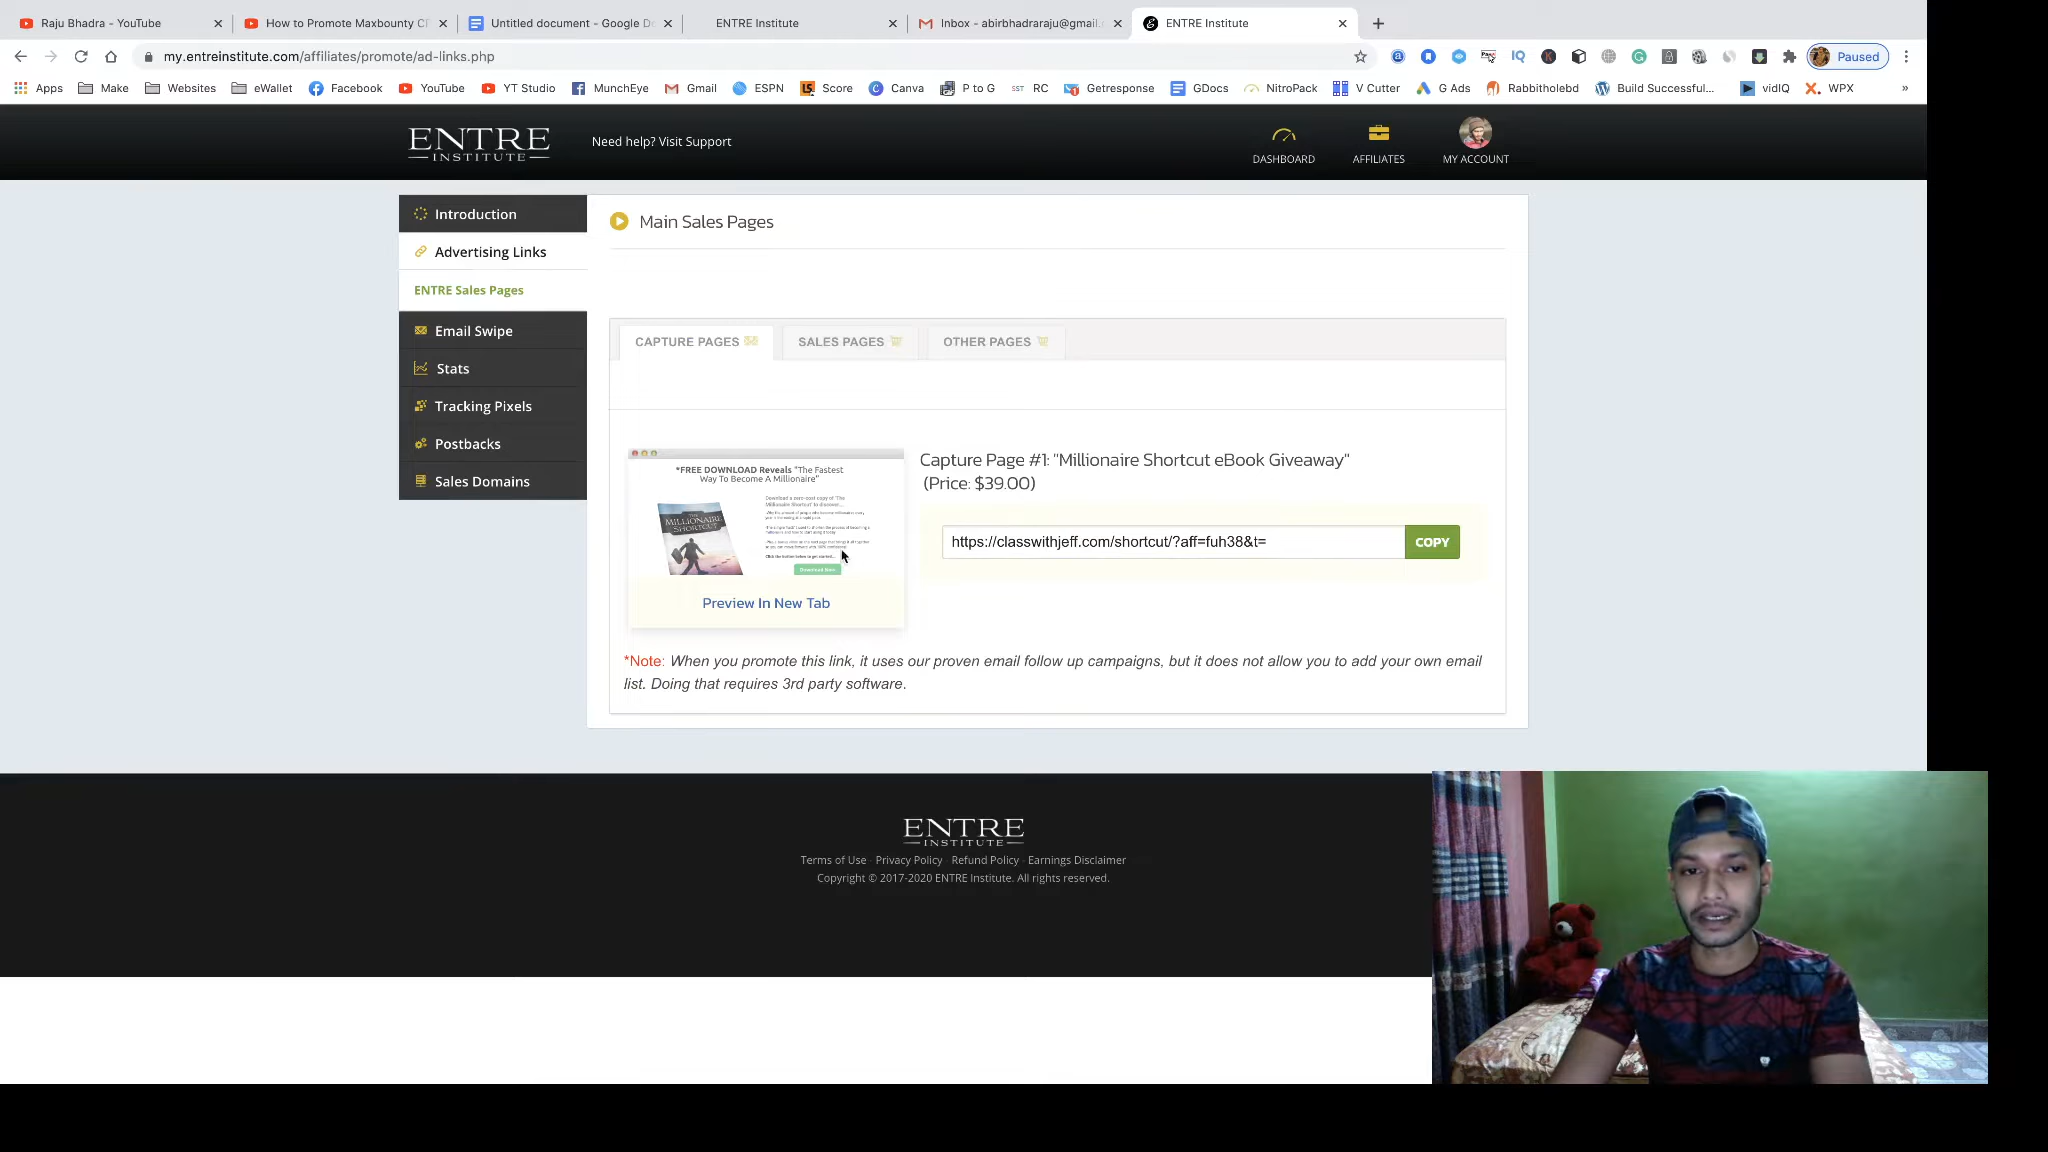 Raju Bhadra - YouTube
How to Promote Maxbounty C
Untitled document - Google D
ENTRE Institute
Inbox - abirbhadraraju@gmail.
ENTRE Institute
my.entreinstitute.com/affiliates/promote/ad-links.php
Paused
Apps
Make
Websites
eWallet
Facebook
YouTube
YT Studio
MunchEye
Gmail
ESPN
Score
Canva
P to G
RC
Getresponse
GDocs
NitroPack
V Cutter
G Ads
Rabbitholebd
Build Successful...
vidIQ
WPX
»
ENTRE
INSTITUTE
Need help? Visit Support
DASHBOARD
AFFILIATES
MY ACCOUNT
Introduction
Advertising Links
ENTRE Sales Pages
Email Swipe
Stats
Tracking Pixels
Postbacks
Sales Domains
Main Sales Pages
CAPTURE PAGES
SALES PAGES
OTHER PAGES
*FREE DOWNLOAD Reveals "The Fastest
Way To Become A Millionaire"
THE
MILLIONAIRE
SHORTCUT
Download Now
Preview In New Tab
Capture Page #1: "Millionaire Shortcut eBook Giveaway"
(Price: $39.00)
https://classwithjeff.com/shortcut/?aff=fuh38&t=
COPY
*Note: When you promote this link, it uses our proven email follow up campaigns, but it does not allow you to add your own email
list. Doing that requires 3rd party software.
ENTRE
INSTITUTE
Terms of Use · Privacy Policy · Refund Policy · Earnings Disclaimer
Copyright © 2017-2020 ENTRE Institute. All rights reserved.